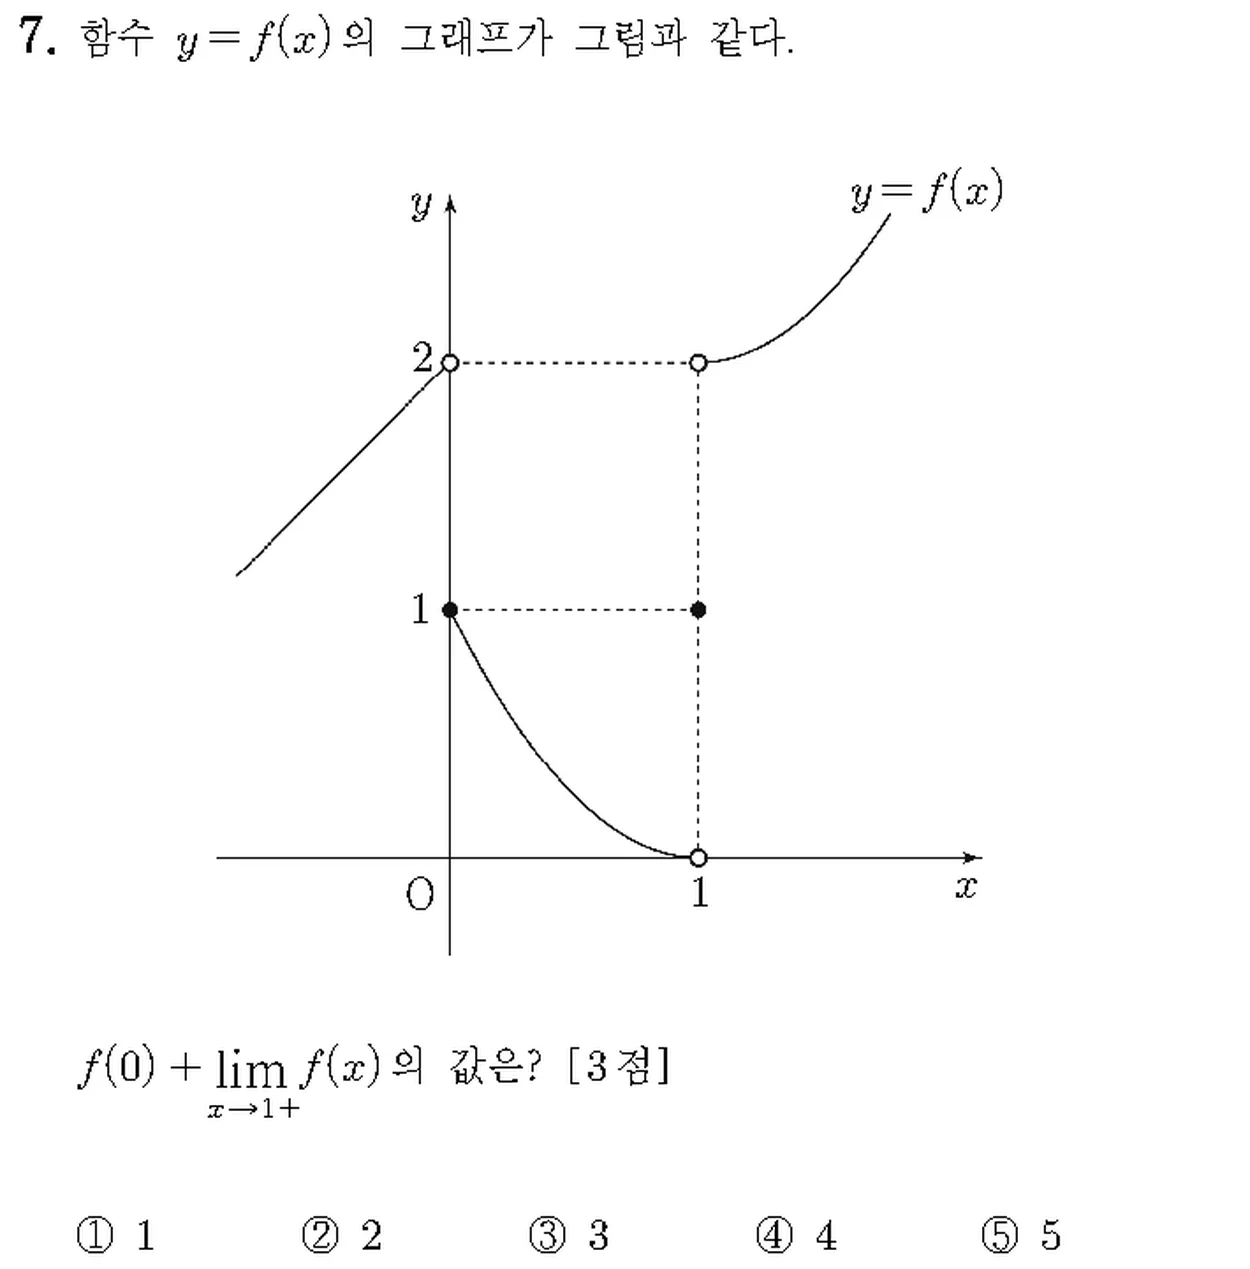 7. 함수 y=f(x)의 그래프가 그림과 같다.
y=f(x)
y
2
1
O
1
x
f(0)+lim f(x)의 값은? [3점]
x→1+
① 1 ② 2 ③ 3 ④ 4 ⑤ 5